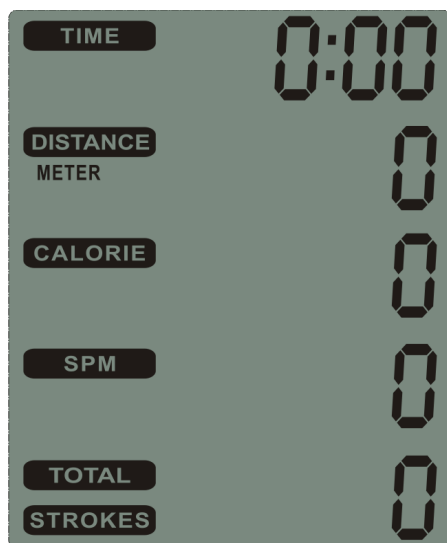 TIME 0:00
DISTANCE 0
METER
CALORIE 0
SPM 0
TOTAL 0
STROKES